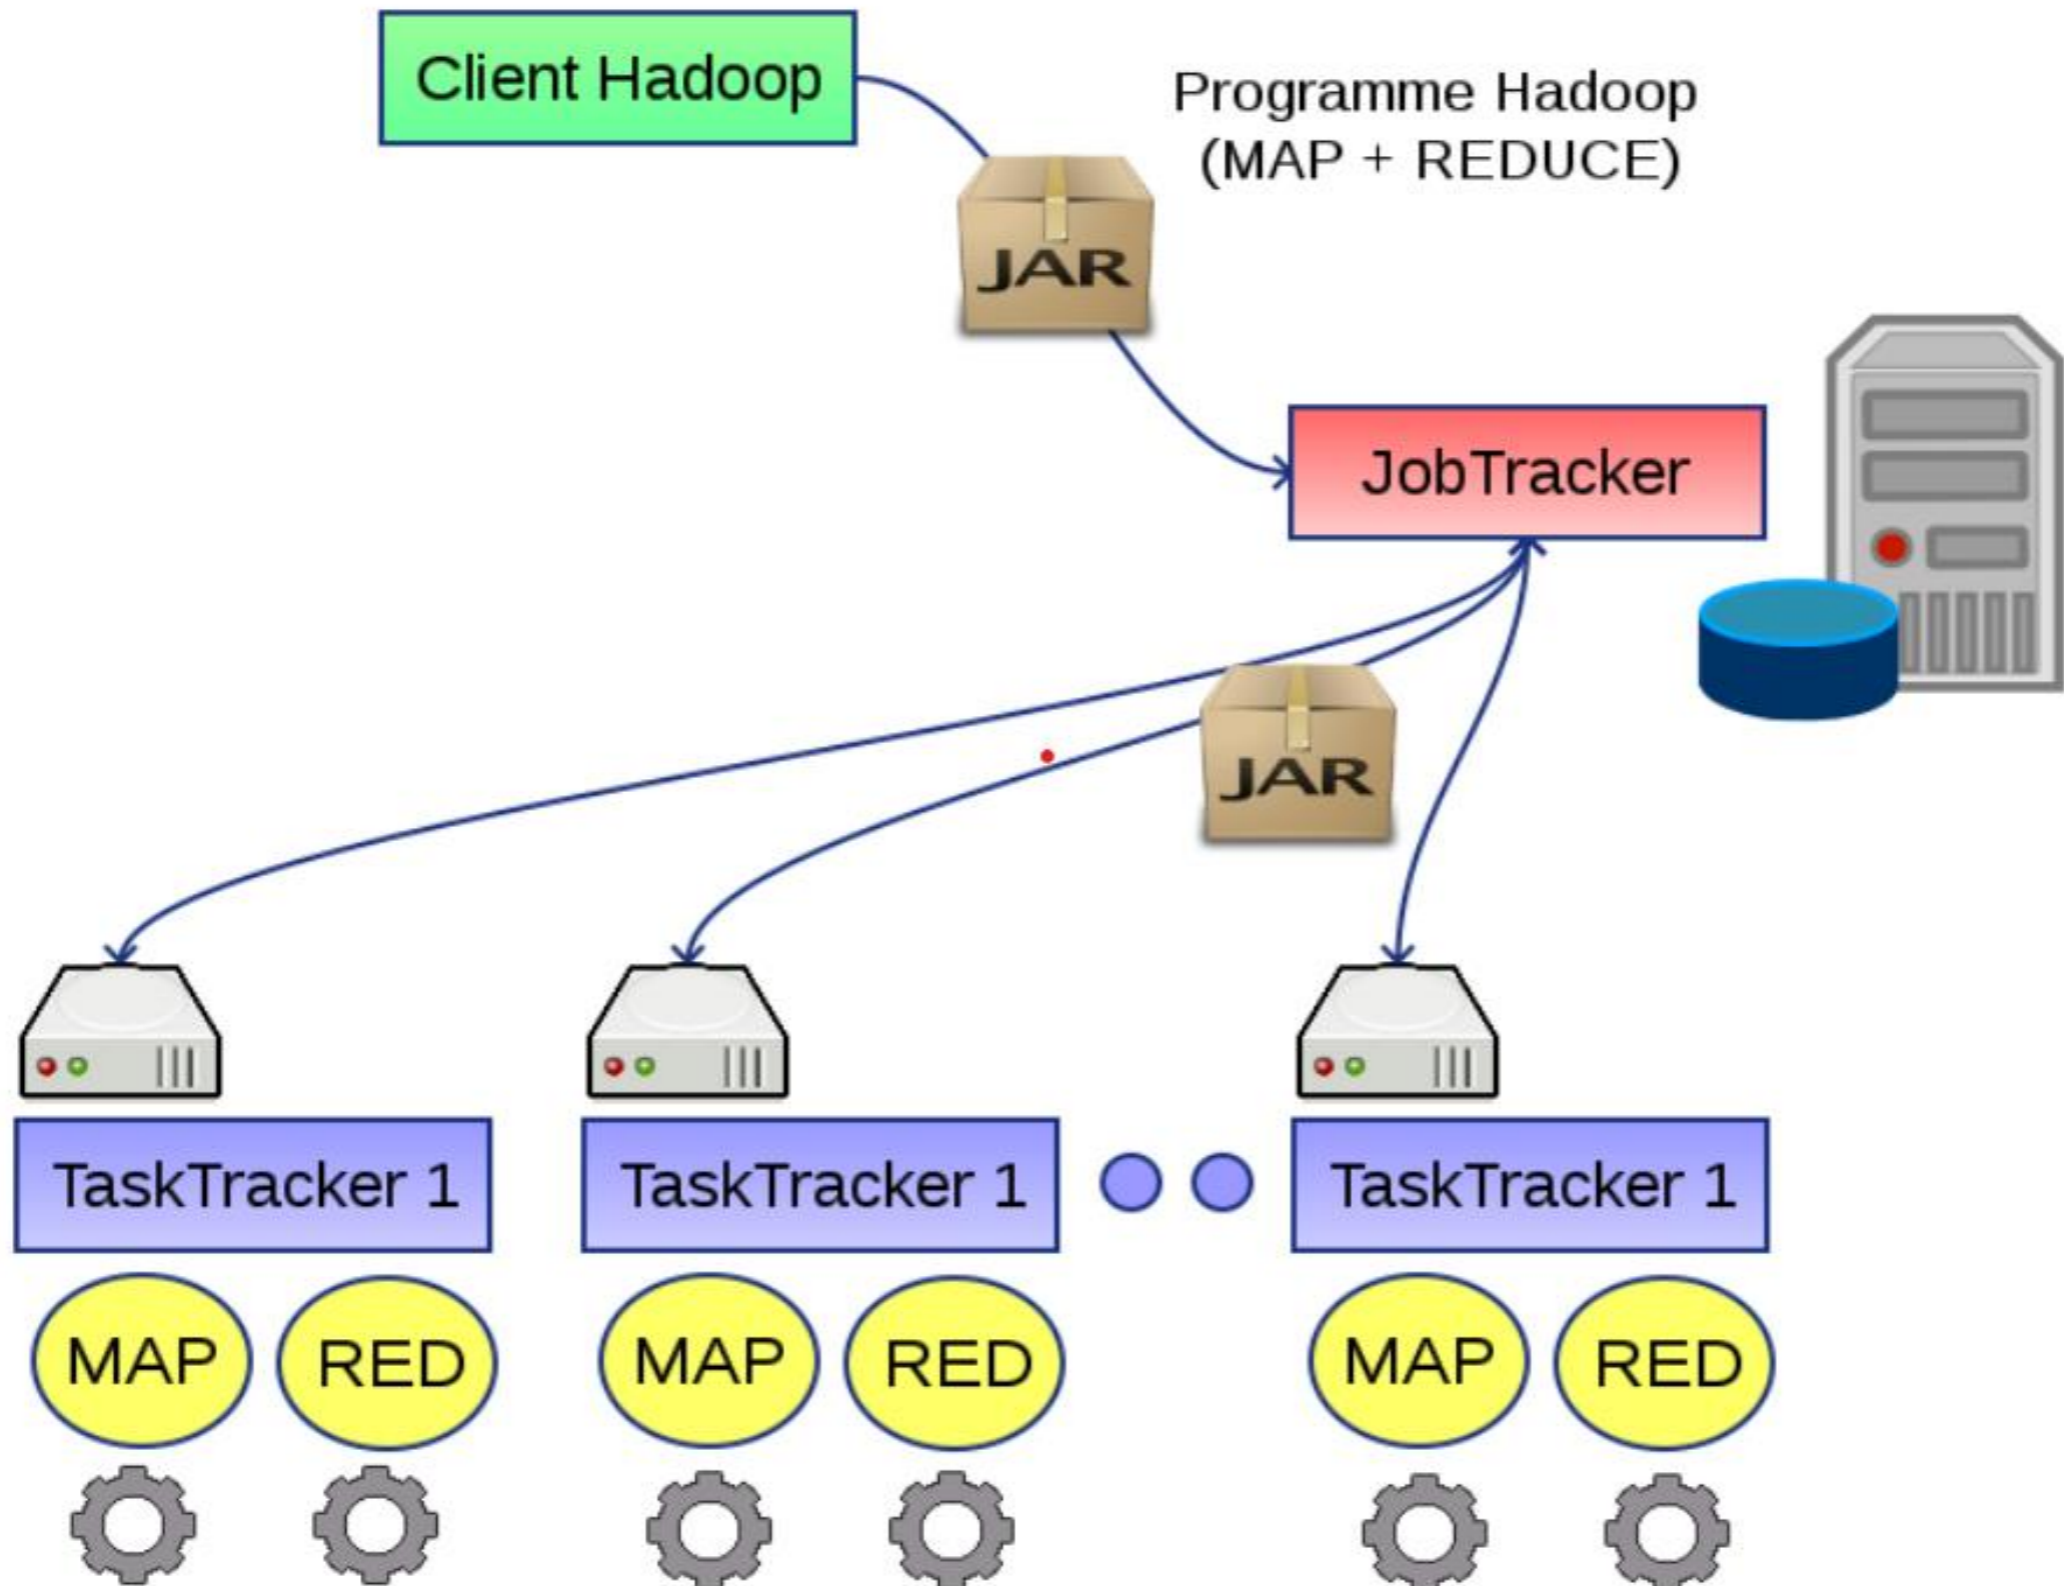 Client Hadoop
Programme Hadoop
(MAP + REDUCE)
JAR
JobTracker
JAR
TaskTracker 1
TaskTracker 1
TaskTracker 1
MAP
RED
MAP
RED
MAP
RED